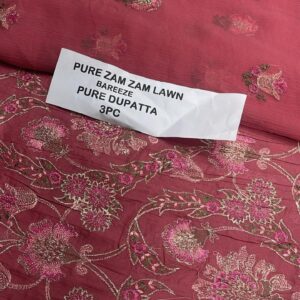 PURE ZAM ZAM LAWN
BAREEZE
PURE DUPATTA
3PC